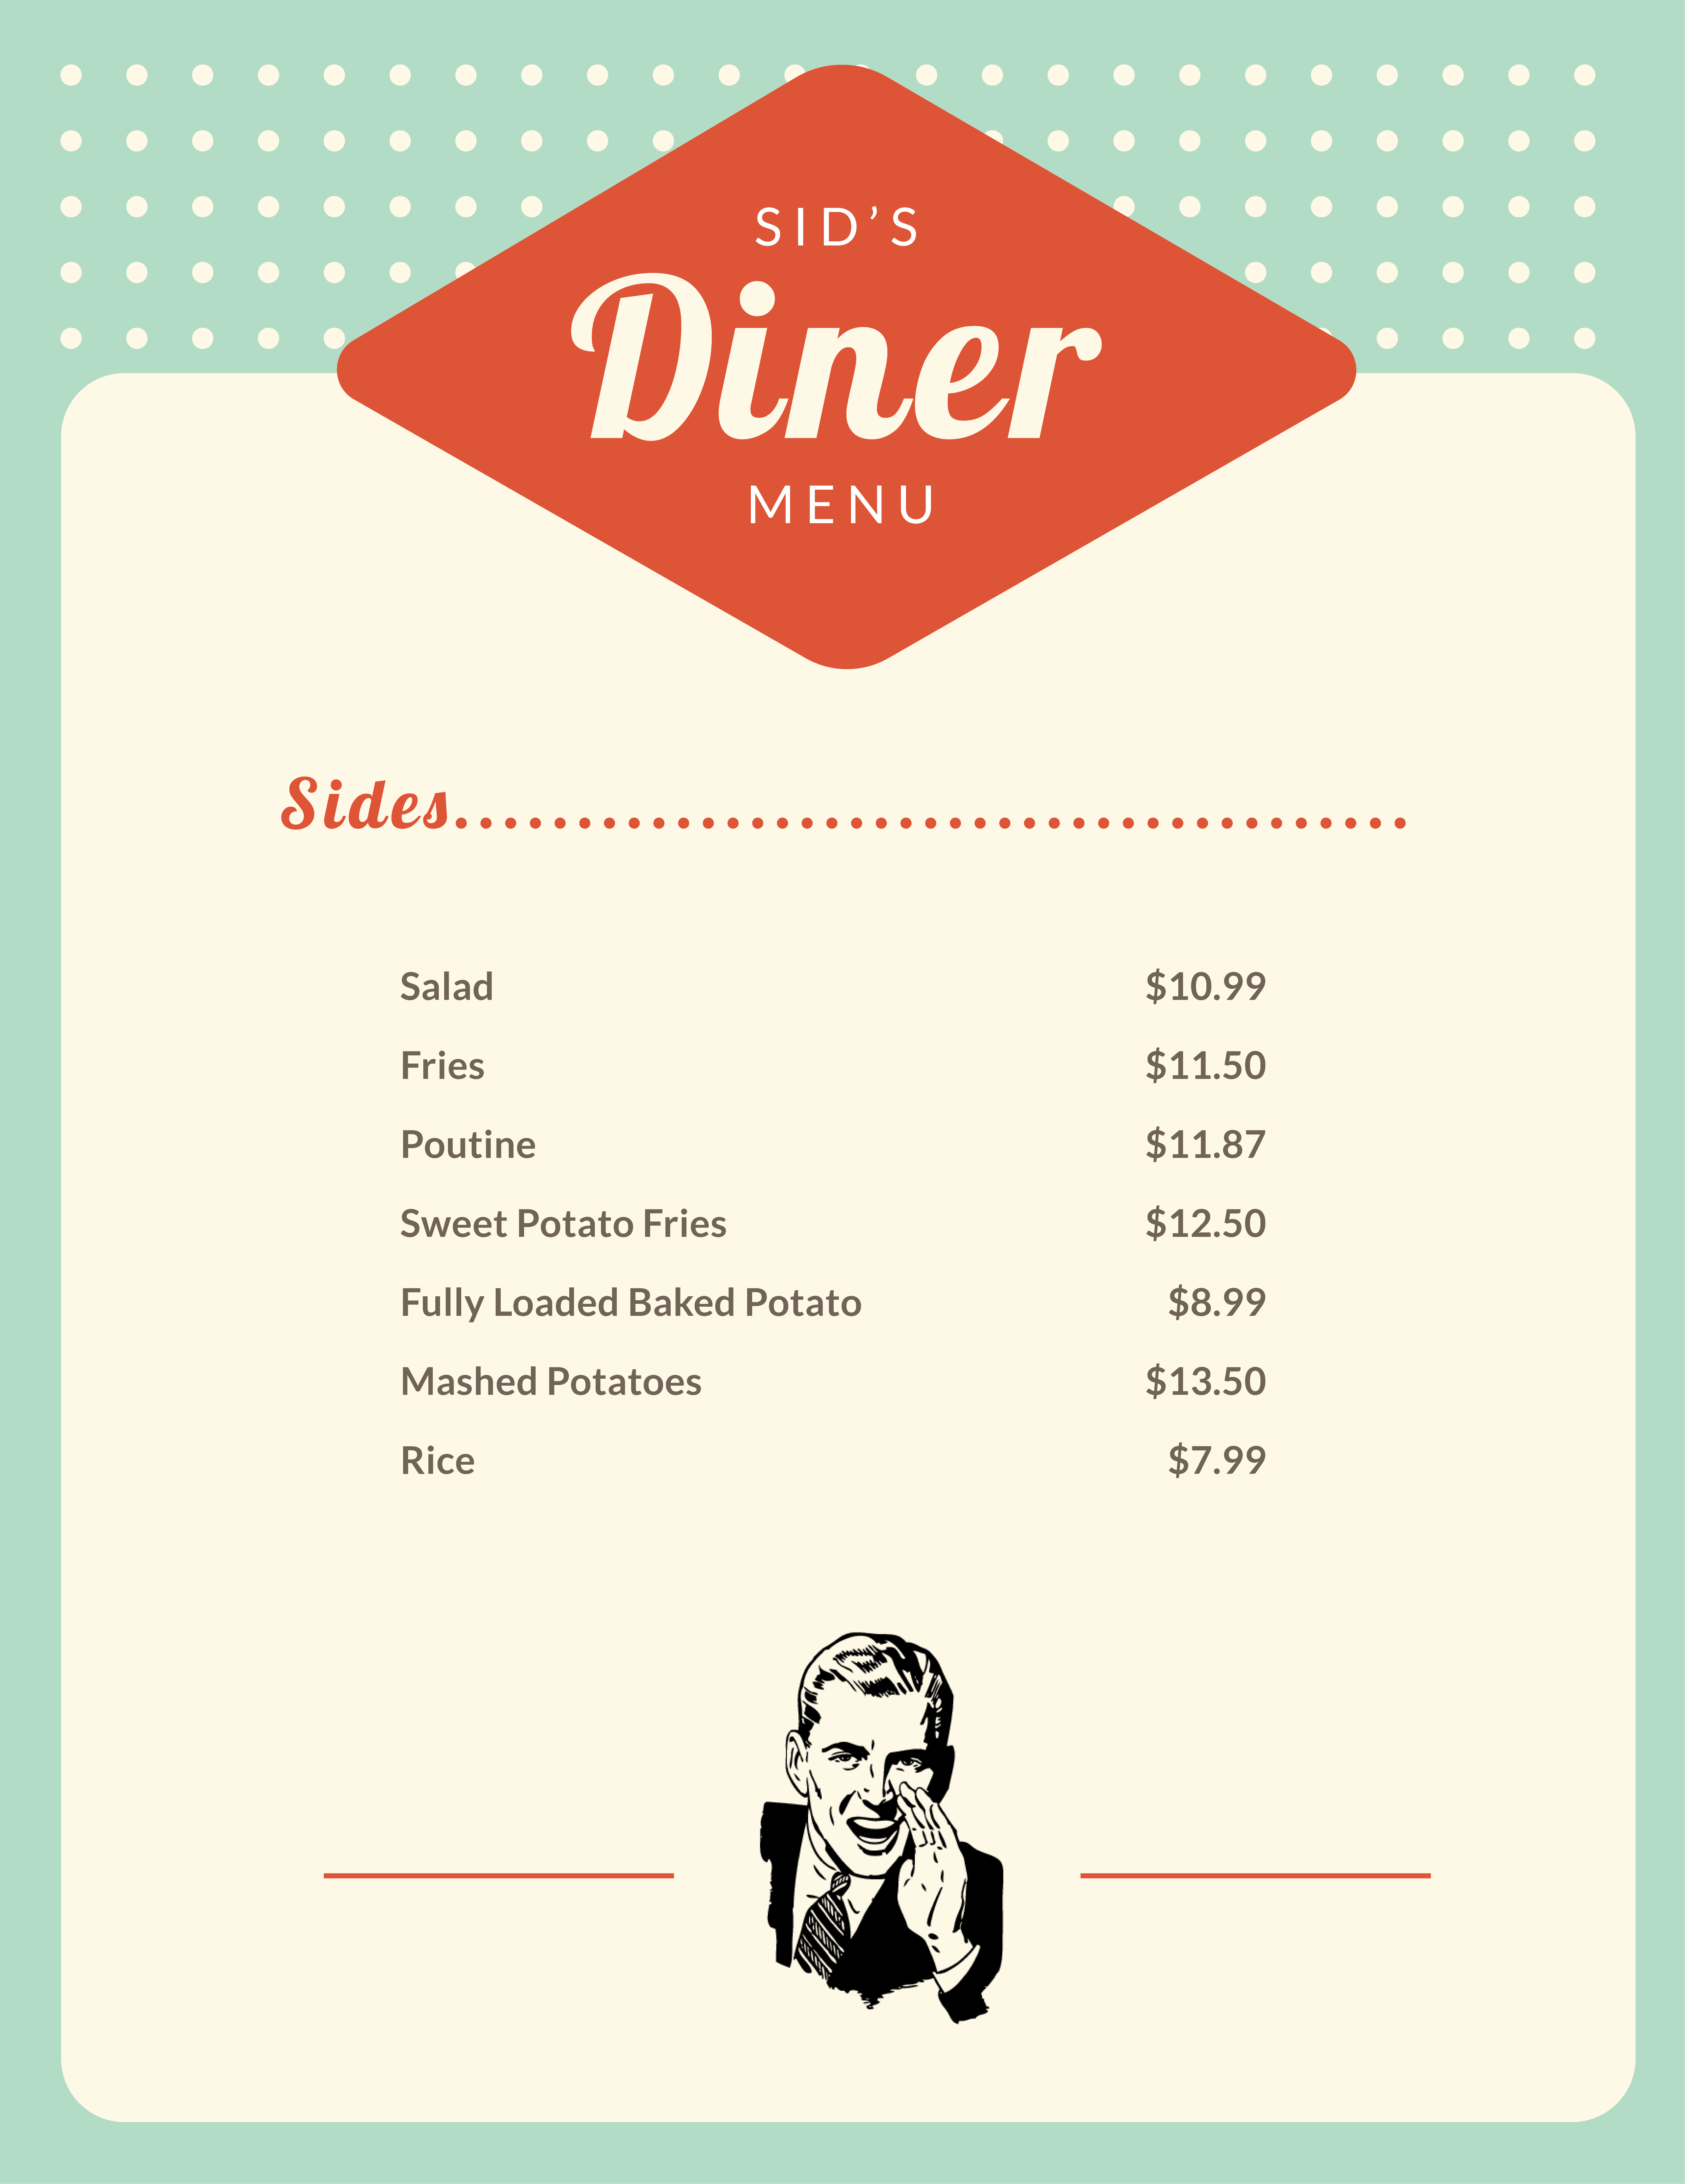 SID’S
Diner
MENU
Sides
Salad $10.99
Fries $11.50
Poutine $11.87
Sweet Potato Fries $12.50
Fully Loaded Baked Potato $8.99
Mashed Potatoes $13.50
Rice $7.99